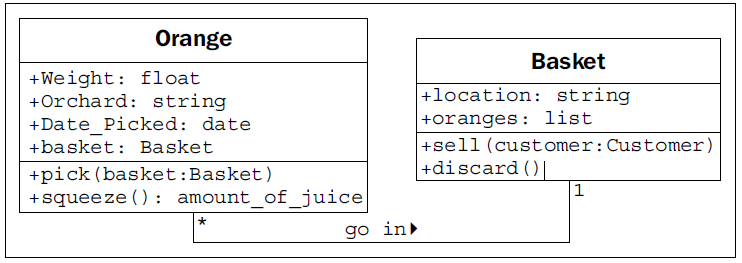 Orange
+Weight: float
+Orchard: string
+Date_Picked: date
+basket: Basket
+pick(basket:Basket)
+squeeze(): amount_of_juice
Basket
+location: string
+oranges: list
+sell(customer:Customer)
+discard()
*
go in
1